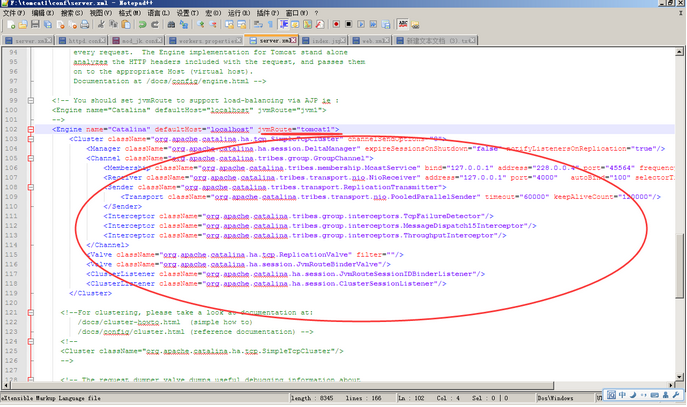 F:\tomcat1\conf\server.xml - Notepad++
文件(F) 编辑(E) 搜索(S) 视图(V) 格式(M) 语言(L) 设置(T) 宏(O) 运行(R) 插件(P) 窗口(W) ?
server.xml httpd.conf mod_jk.conf workers.properties server.xml index.jsp web.xml 新建文本文档 (3).txt
94 every request. The Engine implementation for Tomcat stand alone
95 analyzes the HTTP headers included with the request, and passes them
96 on to the appropriate Host (virtual host).
97 Documentation at /docs/config/engine.html -->
98
99 <!-- You should set jvmRoute to support load-balancing via AJP ie :
100 <Engine name="Catalina" defaultHost="localhost" jvmRoute="jvm1">
101 -->
102 <Engine name="Catalina" defaultHost="localhost" jvmRoute="tomcat1">
103 <Cluster className="org.apache.catalina.ha.tcp.SimpleTcpCluster" channelSendOptions="8">
104 <Manager className="org.apache.catalina.ha.session.DeltaManager" expireSessionsOnShutdown="false" notifyListenersOnReplication="true"/>
105 <Channel className="org.apache.catalina.tribes.group.GroupChannel">
106 <Membership className="org.apache.catalina.tribes.membership.McastService" bind="127.0.0.1" address="228.0.0.4" port="45564" frequenc
107 <Receiver className="org.apache.catalina.tribes.transport.nio.NioReceiver" address="127.0.0.1" port="4000" autoBind="100" selectorTi
108 <Sender className="org.apache.catalina.tribes.transport.ReplicationTransmitter">
109 <Transport className="org.apache.catalina.tribes.transport.nio.PooledParallelSender" timeout="60000" keepAliveCount="120000"/>
110 </Sender>
111 <Interceptor className="org.apache.catalina.tribes.group.interceptors.TcpFailureDetector"/>
112 <Interceptor className="org.apache.catalina.tribes.group.interceptors.MessageDispatch15Interceptor"/>
113 <Interceptor className="org.apache.catalina.tribes.group.interceptors.ThroughputInterceptor"/>
114 </Channel>
115 <Valve className="org.apache.catalina.ha.tcp.ReplicationValve" filter=""/>
116 <Valve className="org.apache.catalina.ha.session.JvmRouteBinderValve"/>
117 <ClusterListener className="org.apache.catalina.ha.session.JvmRouteSessionIDBinderListener"/>
118 <ClusterListener className="org.apache.catalina.ha.session.ClusterSessionListener"/>
119 </Cluster>
120
121 <!--For clustering, please take a look at documentation at:
122 /docs/cluster-howto.html (simple how to)
123 /docs/config/cluster.html (reference documentation) -->
124 <!--
125 <Cluster className="org.apache.catalina.ha.tcp.SimpleTcpCluster"/>
126 -->
127
128 <!-- The request dumper valve dumps useful debugging information about
eXtensible Markup Language file length : 8345 lines : 166 Ln : 102 Col : 4 Sel : 0 | 0 Dos\Windows